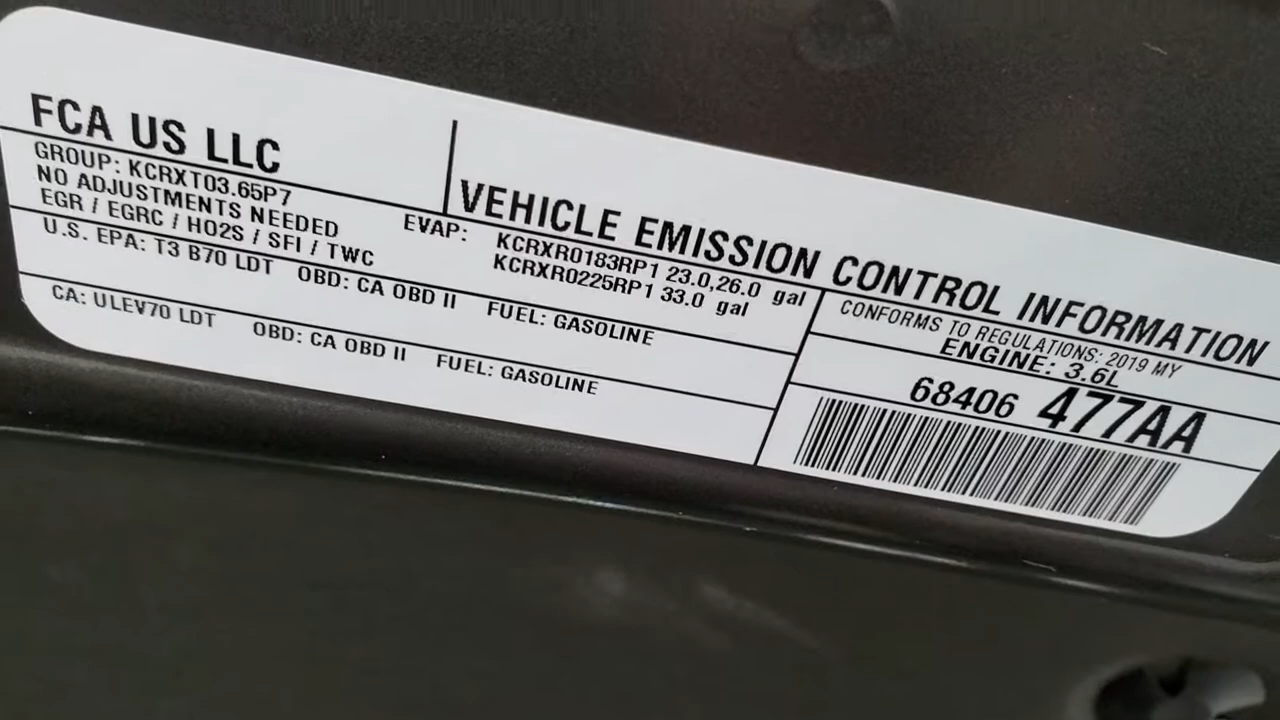 FCA US LLC
VEHICLE EMISSION CONTROL INFORMATION
GROUP: KCRXT03.65P7
NO ADJUSTMENTS NEEDED
EGR / EGRC / HO2S / SFI / TWC
EVAP: KCRXR0183RP1 23.0,26.0 gal
KCRXR0225RP1 33.0 gal
U.S. EPA: T3 B70 LDT OBD: CA OBD II FUEL: GASOLINE
CA: ULEV70 LDT OBD: CA OBD II FUEL: GASOLINE
CONFORMS TO REGULATIONS: 2019 MY
ENGINE: 3.6L
68406 477AA